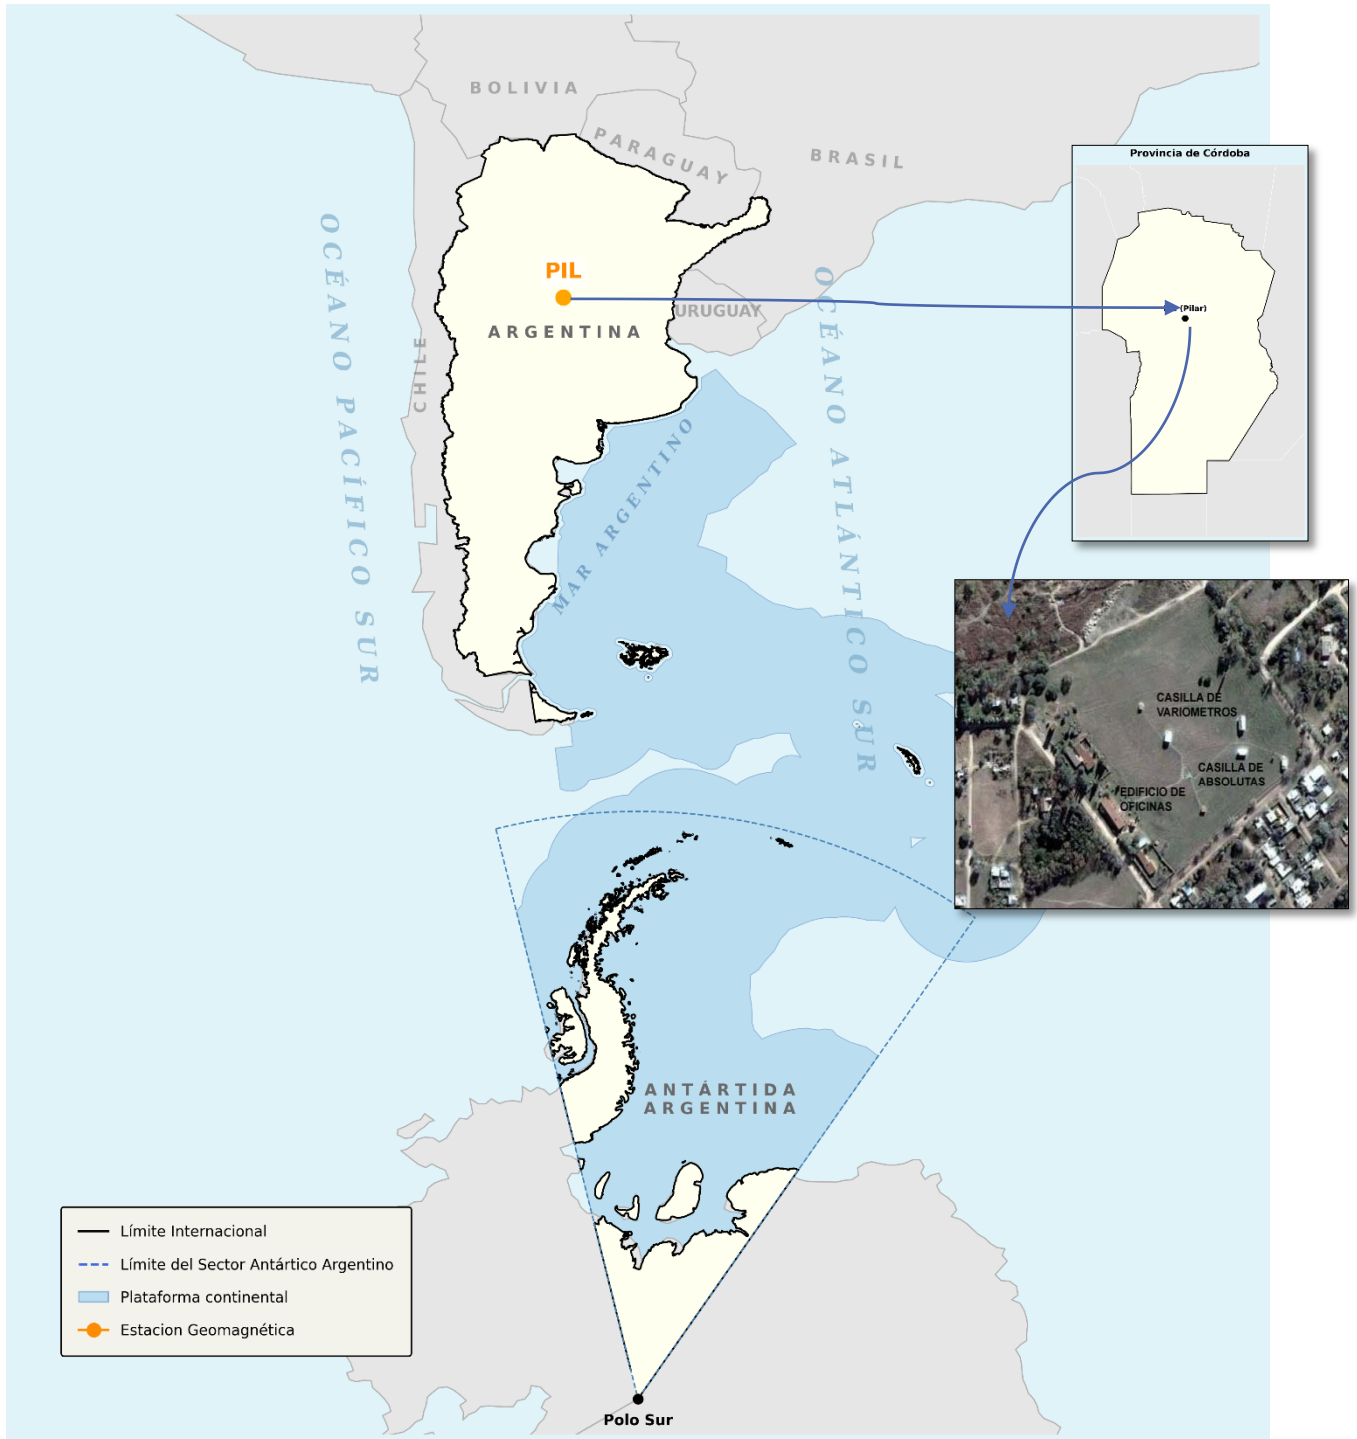 BOLIVIA
PARAGUAY
BRASIL
Provincia de Córdoba
OCÉANO PACÍFICO SUR
OCÉANO ATLÁNTICO SUR
PIL
(Pilar)
URUGUAY
ARGENTINA
CHILE
MAR ARGENTINO
CASILLA DE
VARIOMETROS
CASILLA DE
ABSOLUTAS
EDIFICIO DE
OFICINAS
ANTÁRTIDA
ARGENTINA
Límite Internacional
Límite del Sector Antártico Argentino
Plataforma continental
Estacion Geomagnética
Polo Sur